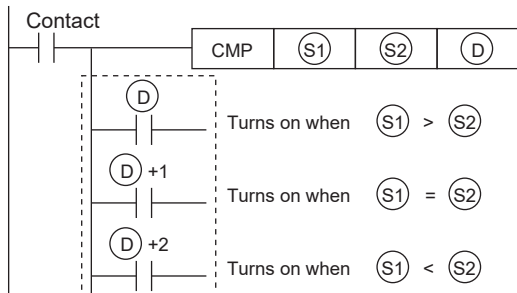 Contact
CMP S1 S2 D
D
Turns on when S1 > S2
D +1
Turns on when S1 = S2
D +2
Turns on when S1 < S2